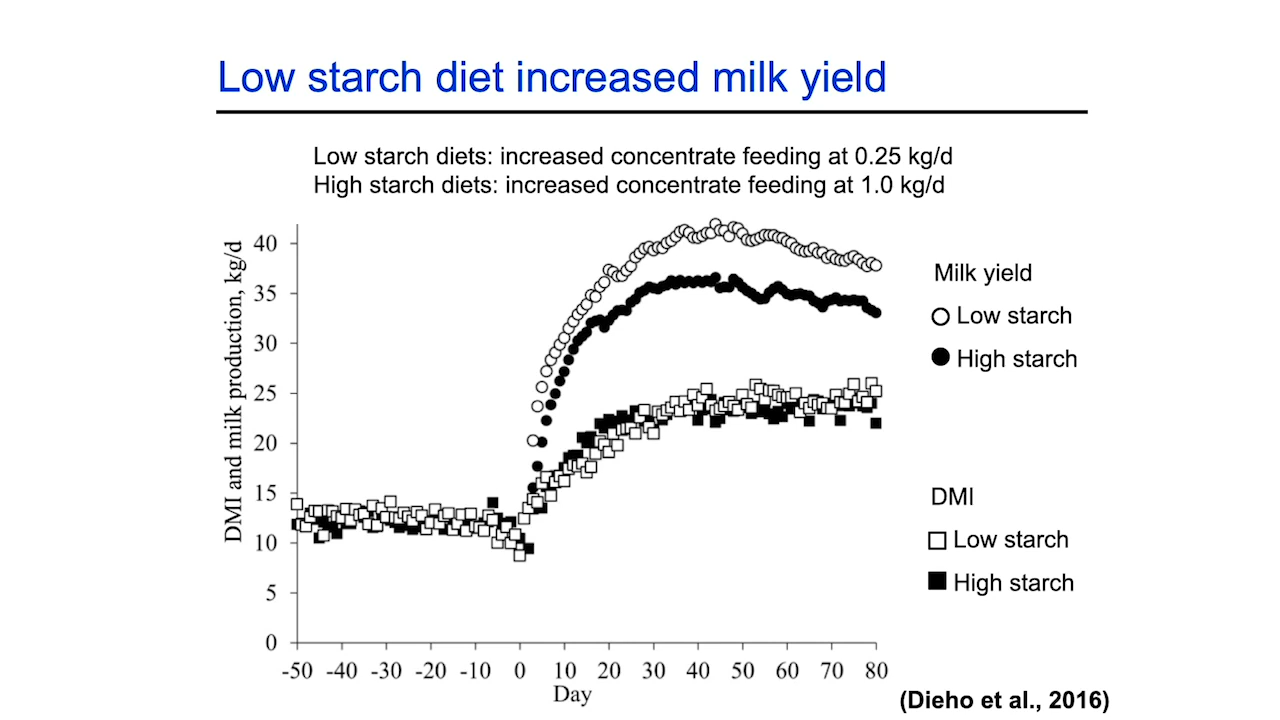 Low starch diet increased milk yield
Low starch diets: increased concentrate feeding at 0.25 kg/d
High starch diets: increased concentrate feeding at 1.0 kg/d
DMI and milk production, kg/d
40
35
30
25
20
15
10
5
0
-50 -40 -30 -20 -10 0 10 20 30 40 50 60 70 80
Day
Milk yield
Low starch
High starch
DMI
Low starch
High starch
(Dieho et al., 2016)